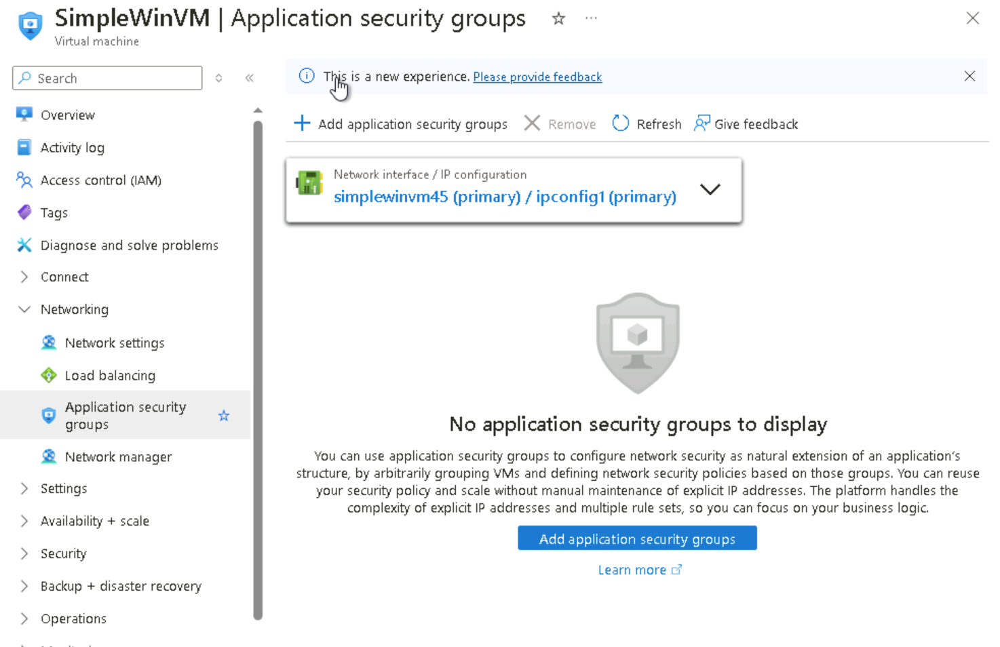 SimpleWinVM | Application security groups
Virtual machine
Search
This is a new experience. Please provide feedback
Overview
Activity log
Access control (IAM)
Tags
Diagnose and solve problems
Connect
Networking
Network settings
Load balancing
Application security
groups
Network manager
Settings
Availability + scale
Security
Backup + disaster recovery
Operations
Add application security groups
Remove
Refresh
Give feedback
Network interface / IP configuration
simplewinvm45 (primary) / ipconfig1 (primary)
No application security groups to display
You can use application security groups to configure network security as natural extension of an application's
structure, by arbitrarily grouping VMs and defining network security policies based on those groups. You can reuse
your security policy and scale without manual maintenance of explicit IP addresses. The platform handles the
complexity of explicit IP addresses and multiple rule sets, so you can focus on your business logic.
Add application security groups
Learn more